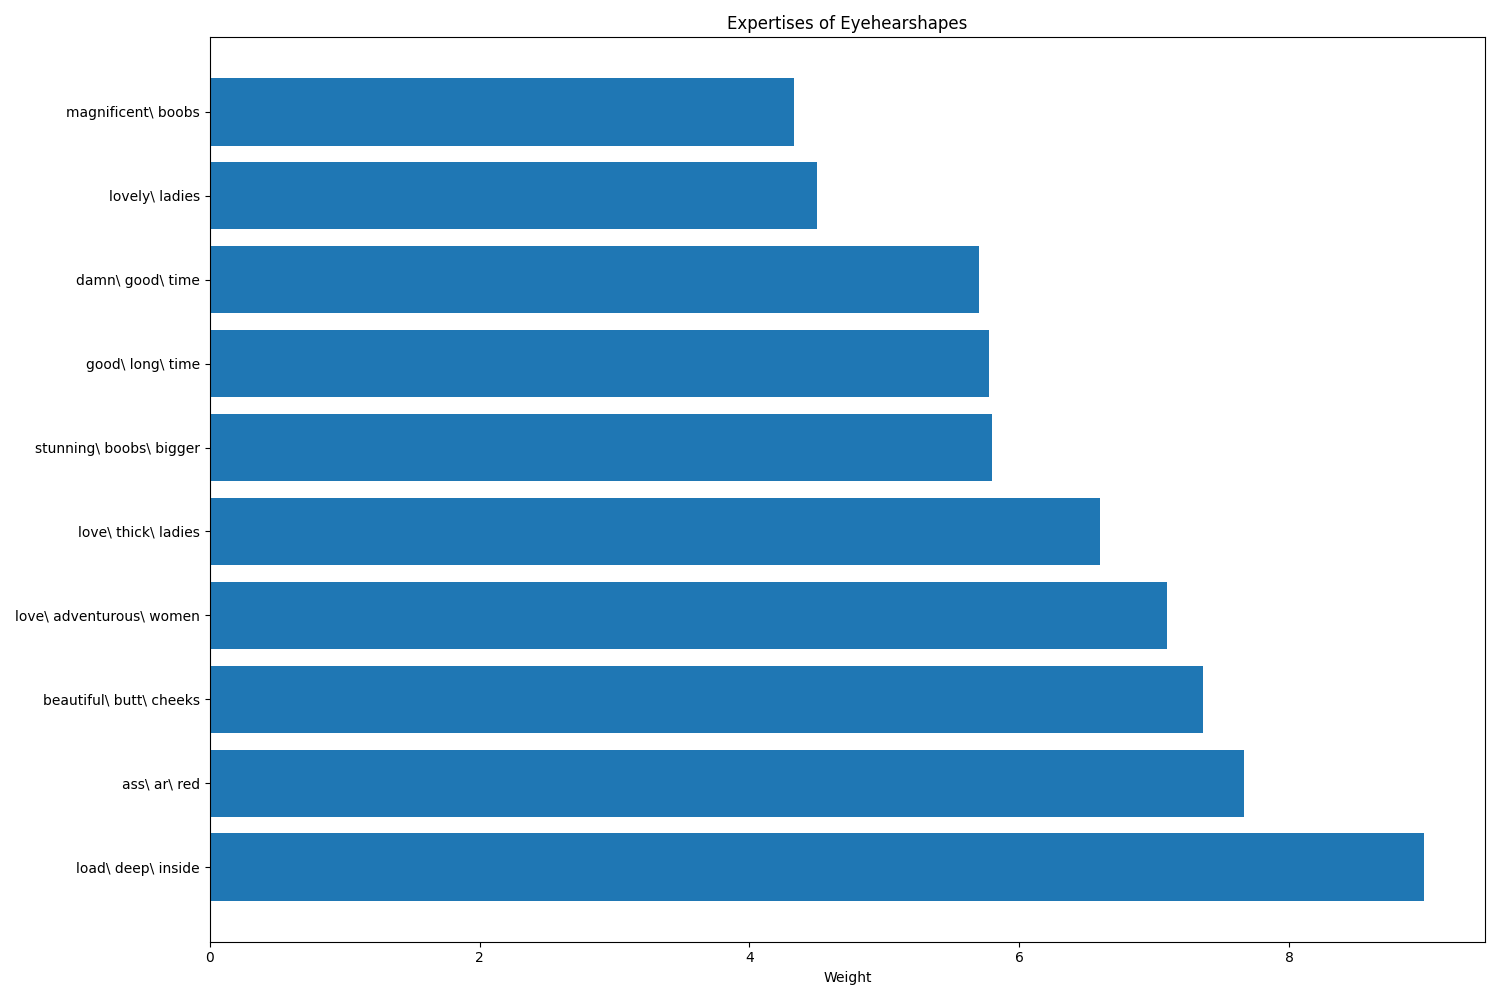 Expertises of Eyehearshapes
magnificent\ boobs
lovely\ ladies
damn\ good\ time
good\ long\ time
stunning\ boobs\ bigger
love\ thick\ ladies
love\ adventurous\ women
beautiful\ butt\ cheeks
ass\ ar\ red
load\ deep\ inside
0 2 4 6 8
Weight